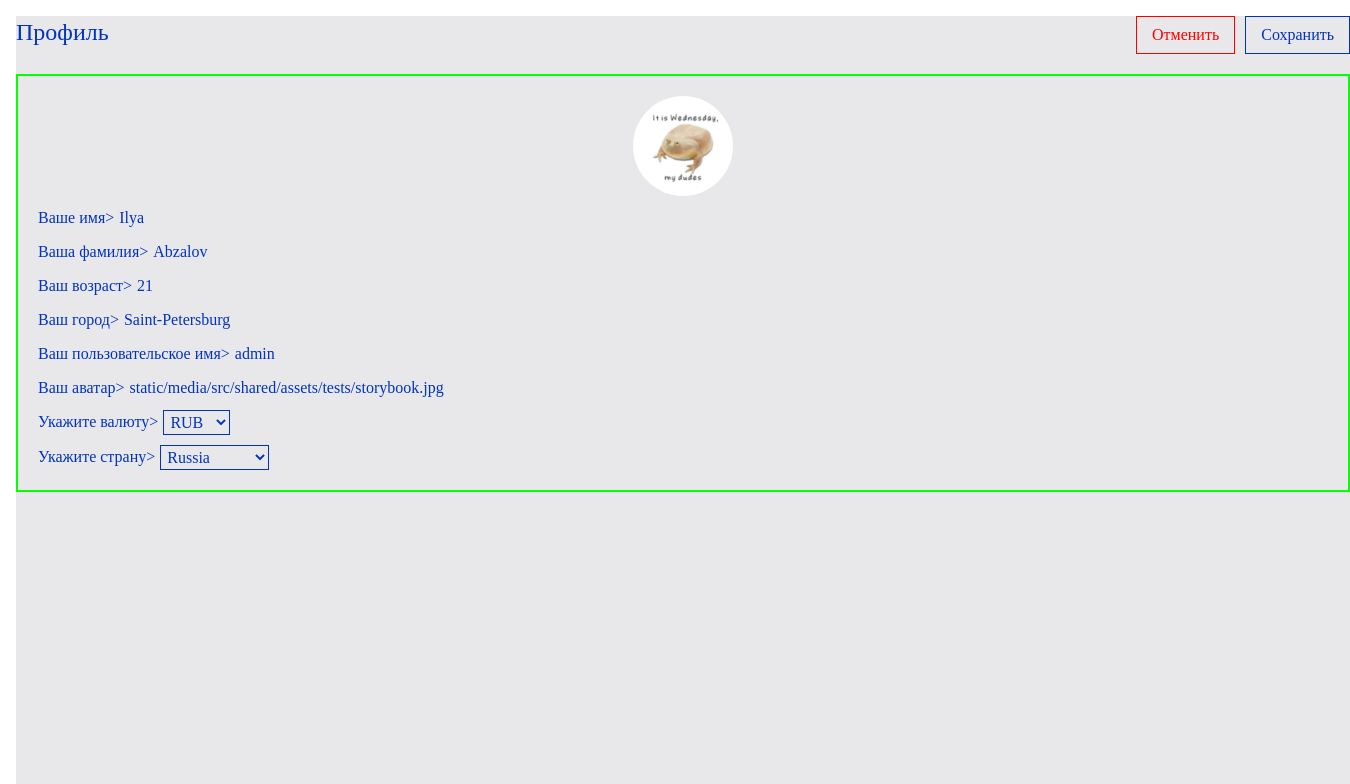 Профиль
Отменить
Сохранить
It is Wednesday,
my dudes
Ваше имя> Ilya
Ваша фамилия> Abzalov
Ваш возраст> 21
Ваш город> Saint-Petersburg
Ваш пользовательское имя> admin
Ваш аватар> static/media/src/shared/assets/tests/storybook.jpg
Укажите валюту> RUB
Укажите страну> Russia